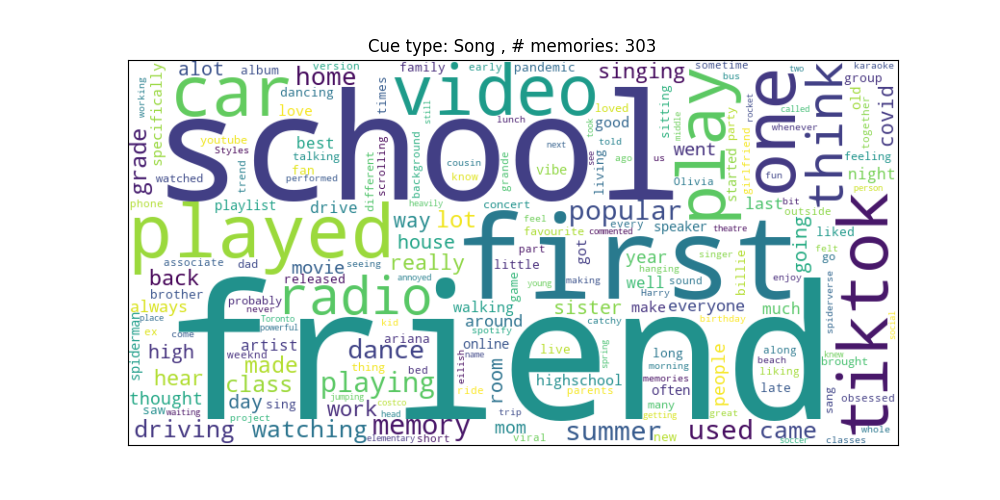 Cue type: Song , # memories: 303
working
specifically
alot
album
home
version
family
early
pandemic
singing
sometime
bus
two
karaoke
group
car
dancing
love
times
video
still
lunch
loved
good
took
sitting
play
rocket
one
called
whenever
think
old
together
covid
grade
youtube
Styles
best
talking
fan
school
different
scrolling
background
cousin
know
grande
next
told
vibe
see
ago
living
us
went
middle
started
party
girlfriend
fun
feeling
night
person
watched
trend
performed
Olivia
last
bit
outside
phone
playlist
drive
heavily
concert
feel
favourite
every
popular
commented
speaker
theatre
played
way
lot
first
going
liked
felt
go
tiktok
associate
dad
movie
released
seeing
house
really
annoyed
part
little
got
year
well
hanging
sound
singer
billie
enjoy
back
brother
always
probably
never
radio
game
young
making
Harry
make
everyone
much
spiderverse
spiderman
place
ex
come
Toronto
powerful
kid
walking
around
spotify
sister
catchy
birthday
social
friend
high
artist
weeknd
ariana
dance
eilish
name
online
live
spring
long
morning
people
along
beach
liking
knew
brought
hear
made
class
thing
bed
playing
ride
room
highschool
parents
memories
often
late
obsessed
thought
saw
waiting
day
sing
project
jumping
costco
work
head
memory
trip
mom
viral
many
getting
great
new
sang
driving
watching
elementary
short
summer
used
came
soccer
classes
whole